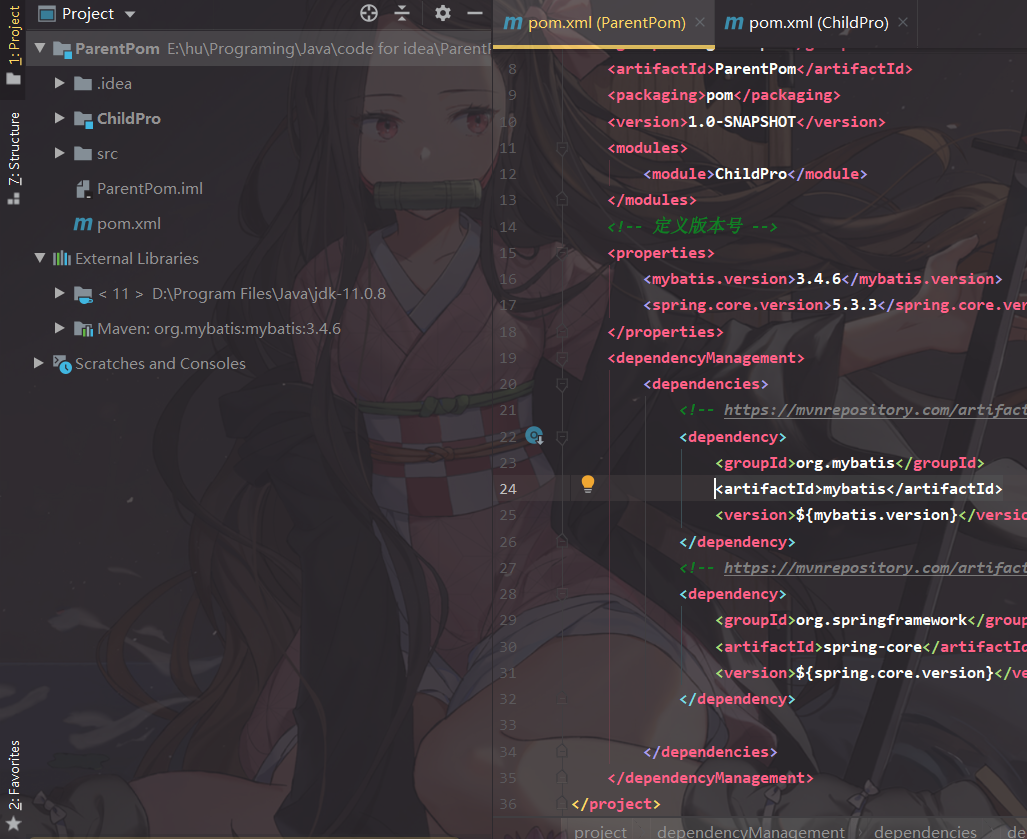 1: Project
Project
ParentPom E:\hu\Programing\Java\code for idea\Parent
.idea
ChildPro
src
ParentPom.iml
pom.xml
External Libraries
< 11 > D:\Program Files\Java\jdk-11.0.8
Maven: org.mybatis:mybatis:3.4.6
Scratches and Consoles
7: Structure
2: Favorites
pom.xml (ParentPom)
pom.xml (ChildPro)
8 <artifactId>ParentPom</artifactId>
9 <packaging>pom</packaging>
10 <version>1.0-SNAPSHOT</version>
11 <modules>
12 <module>ChildPro</module>
13 </modules>
14 <!-- 定义版本号 -->
15 <properties>
16 <mybatis.version>3.4.6</mybatis.version>
17 <spring.core.version>5.3.3</spring.core.ver
18 </properties>
19 <dependencyManagement>
20 <dependencies>
21 <!-- https://mvnrepository.com/artifact
22 <dependency>
23 <groupId>org.mybatis</groupId>
24 <artifactId>mybatis</artifactId>
25 <version>${mybatis.version}</versio
26 </dependency>
27 <!-- https://mvnrepository.com/artifact
28 <dependency>
29 <groupId>org.springframework</group
30 <artifactId>spring-core</artifactId
31 <version>${spring.core.version}</ve
32 </dependency>
33
34 </dependencies>
35 </dependencyManagement>
36 </project>
project dependencyManagement dependencies de